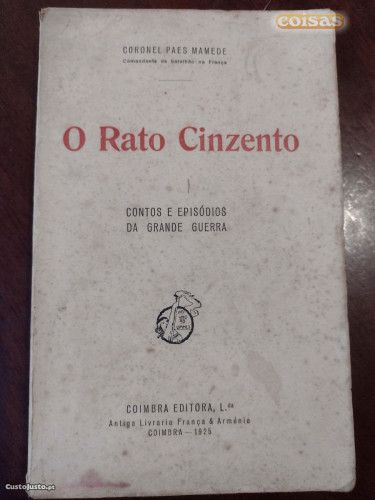 coisas
CORONEL PAES MAMEDE
Comandante de batalhão na França
O Rato Cinzento
CONTOS E EPISÓDIOS
DA GRANDE GUERRA
COIMBRA EDITORA, L.da
Antiga Livraria França & Arménio
COIMBRA — 1925
CustoJusto.pt